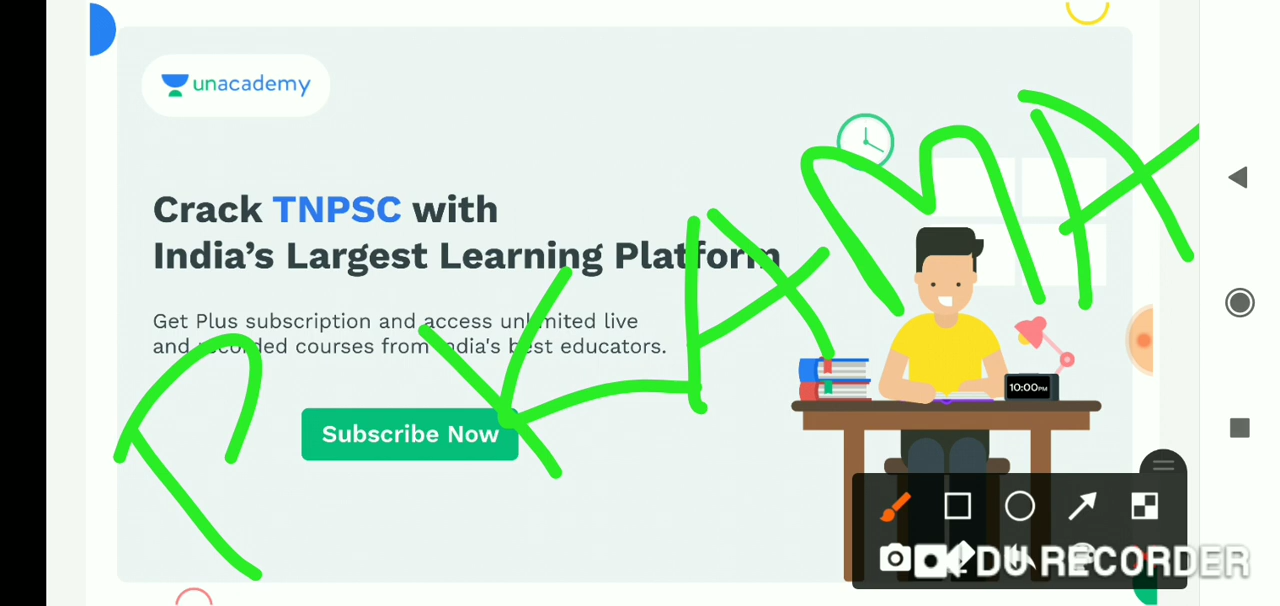 unacademy
Crack TNPSC with
India's Largest Learning Platform
Get Plus subscription and access unlimited live
and recorded courses from India's best educators.
Subscribe Now
10:00PM
DU RECORDER